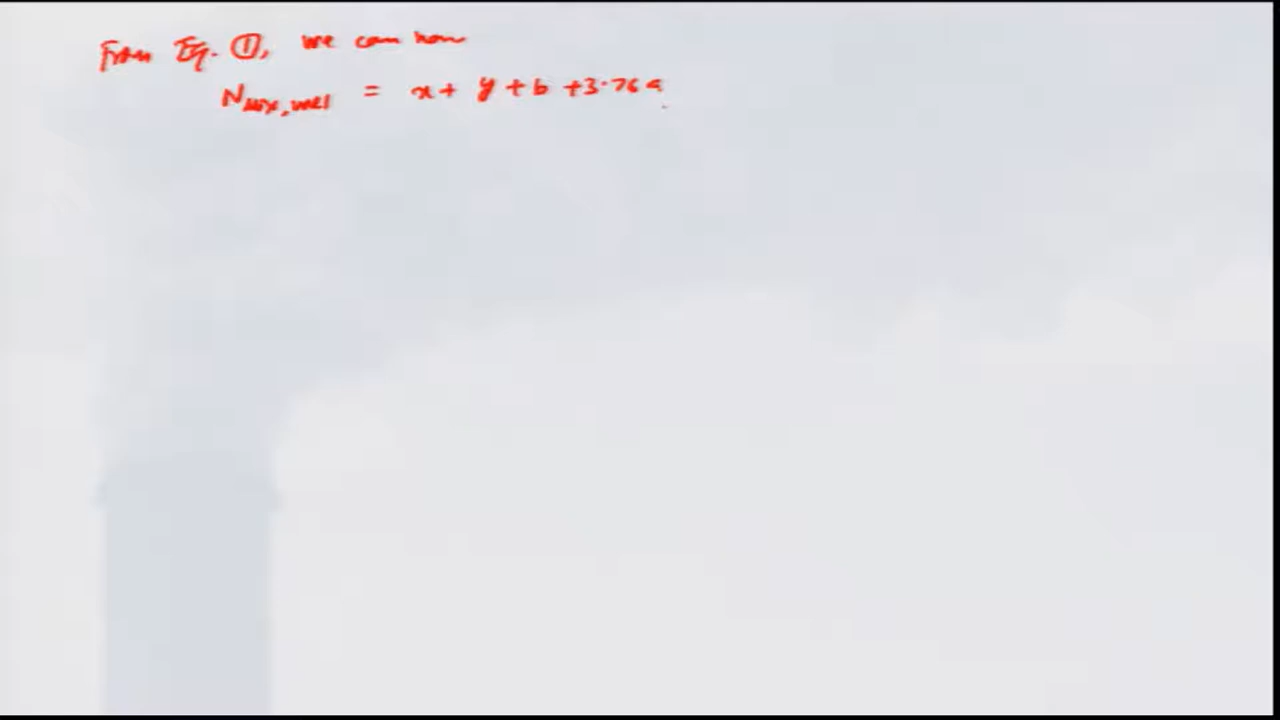 From Eq. ①, we can have
N_mix,wet = x + y + b + 3.76 a